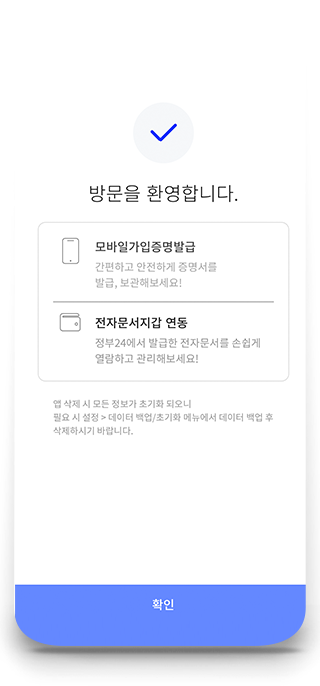 방문을 환영합니다.
모바일가입증명발급
간편하고 안전하게 증명서를
발급, 보관해보세요!
전자문서지갑 연동
정부24에서 발급한 전자문서를 손쉽게
열람하고 관리해보세요!
앱 삭제 시 모든 정보가 초기화 되오니
필요 시 설정 > 데이터 백업/초기화 메뉴에서 데이터 백업 후
삭제하시기 바랍니다.
확인